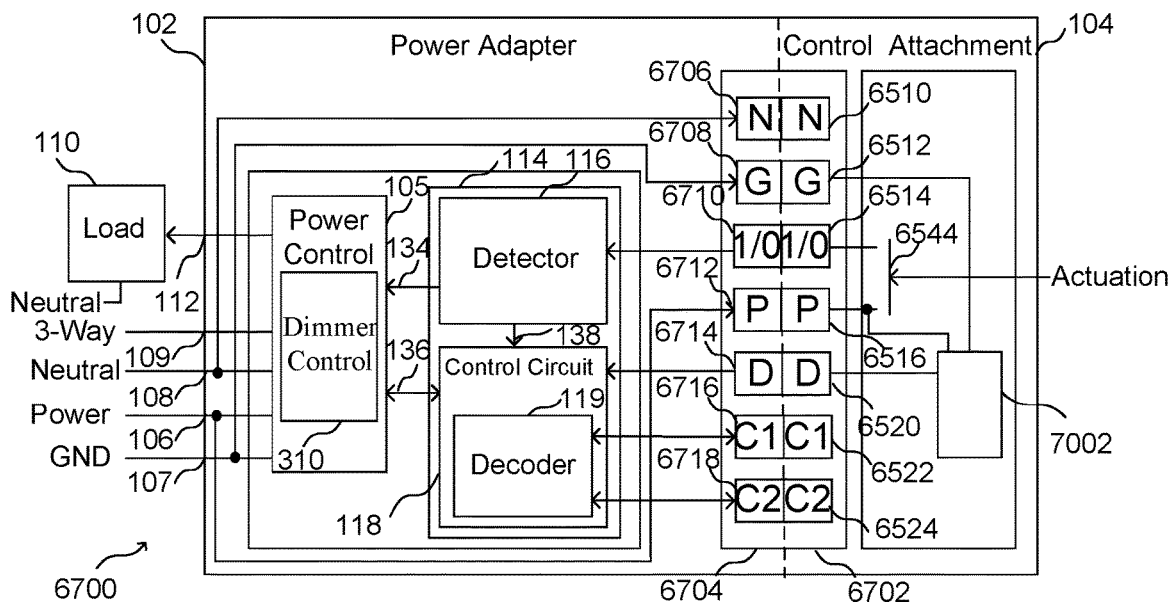 102
Power Adapter
Control Attachment
104
6706
N N
6510
6708
110
114
116
G G
6512
105
6710
6514
Load
Power
Control
134
Detector
1/0 1/0
6544
6712
Actuation
Neutral
112
P P
3-Way
138
6714
109
Dimmer
Control
136
Control Circuit
6516
Neutral
D D
108
119
6716
Power
6520
7002
106
C1 C1
GND
310
Decoder
6718
6522
107
C2 C2
118
6524
6700
6704
6702